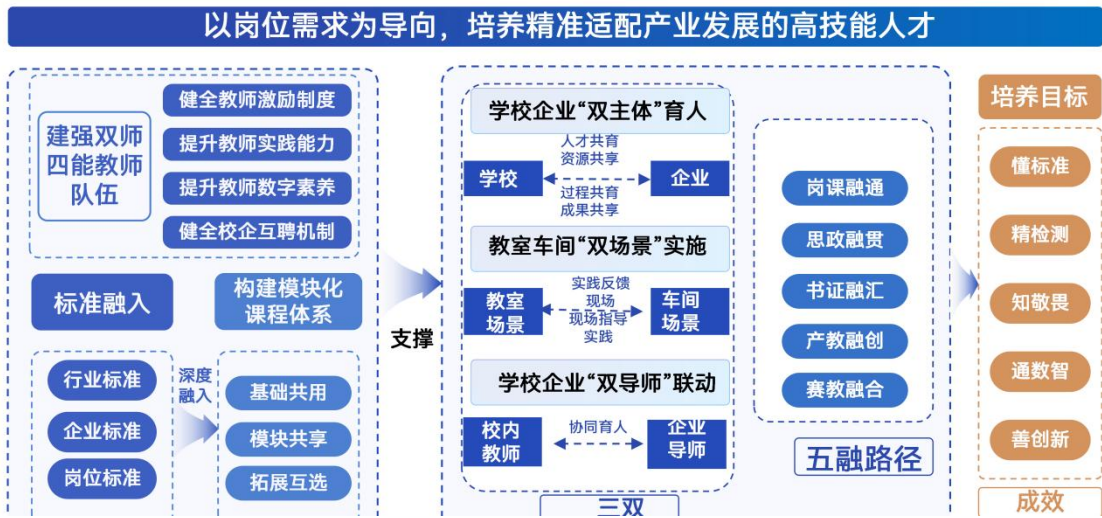 以岗位需求为导向，培养精准适配产业发展的高技能人才
建强双师
四能教师
队伍
健全教师激励制度
提升教师实践能力
提升教师数字素养
健全校企互聘机制
标准融入
构建模块化
课程体系
行业标准
企业标准
岗位标准
深度
融入
基础共用
模块共享
拓展互选
支撑
学校企业“双主体”育人
人才共育
资源共享
学校
企业
过程共育
成果共享
教室车间“双场景”实施
实践反馈
现场
教室
场景
车间
场景
现场指导
实践
学校企业“双导师”联动
校内
教师
协同育人
企业
导师
三双
岗课融通
思政融贯
书证融汇
产教融创
赛教融合
五融路径
培养目标
懂标准
精检测
知敬畏
通数智
善创新
成效